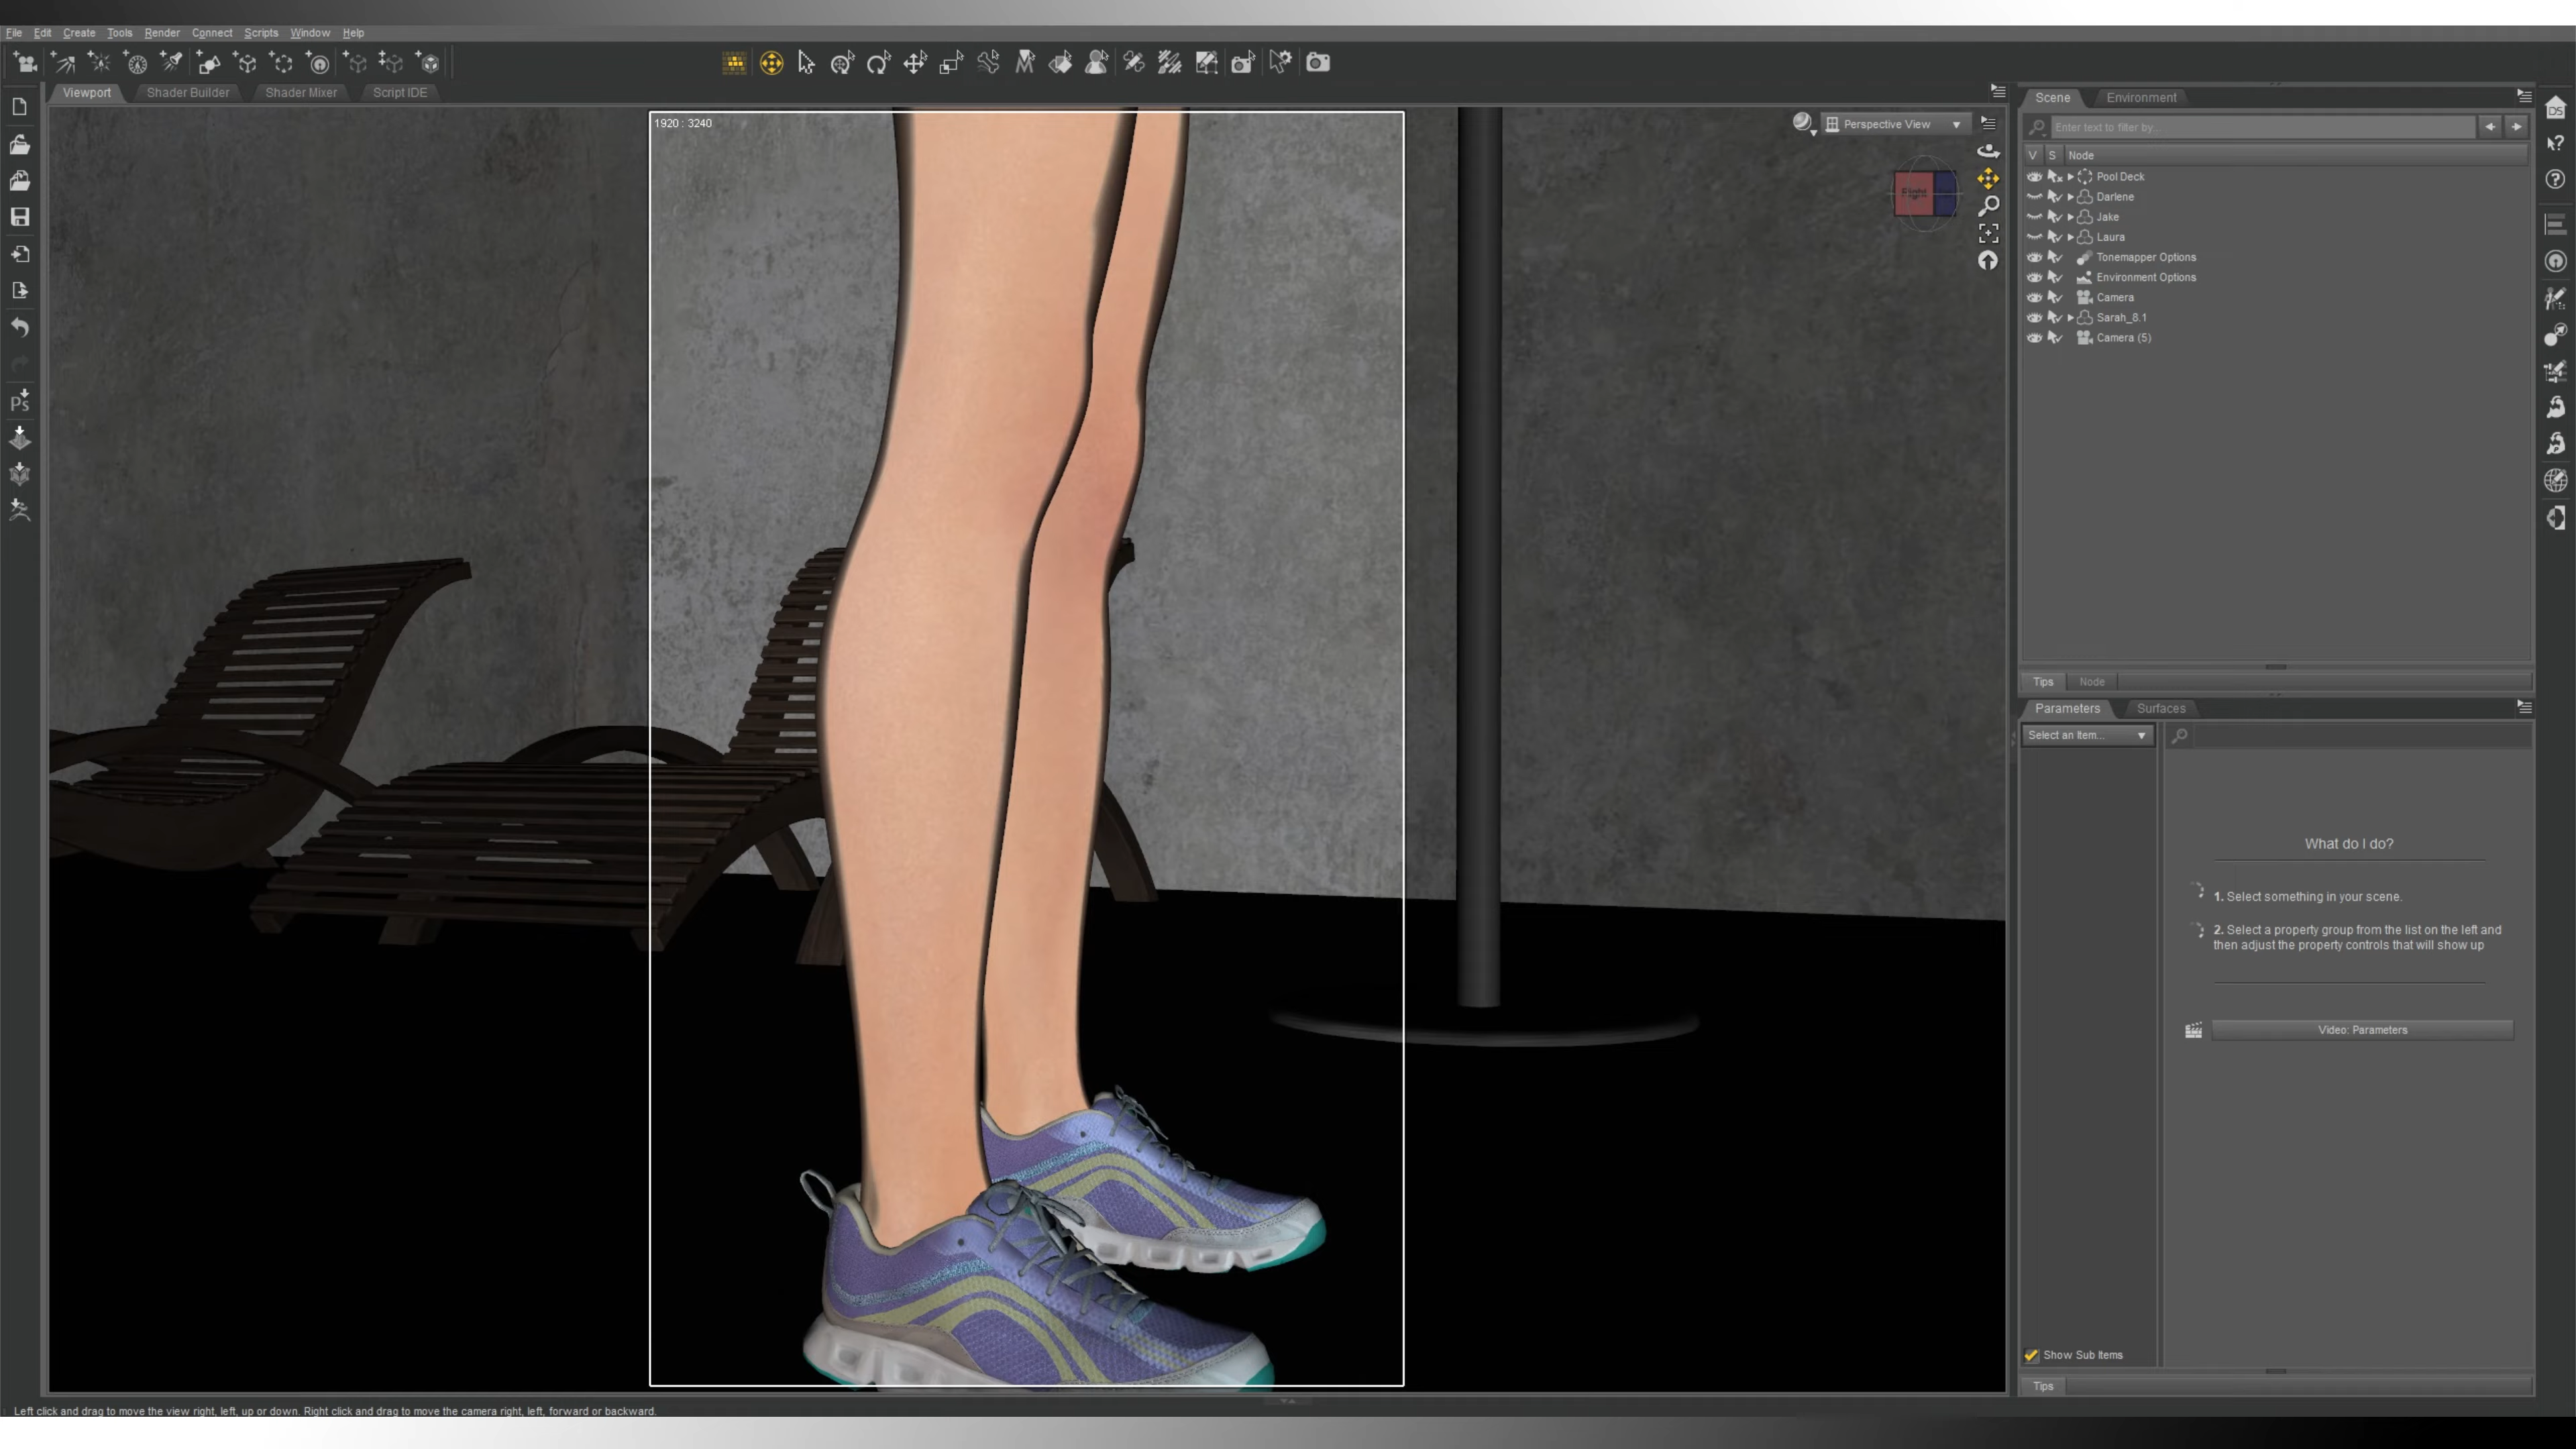 File Edit Create Tools Render Connect Scripts Window Help
Viewport Shader Builder Shader Mixer Script IDE
1920 : 3240
Perspective View
Right
Scene Environment
Enter text to filter by...
V S Node
Pool Deck
Darlene
Jake
Laura
Tonemapper Options
Environment Options
Camera
Sarah_8.1
Camera (5)
Tips Node
Parameters Surfaces
Select an Item...
What do I do?
1. Select something in your scene.
2. Select a property group from the list on the left and
then adjust the property controls that will show up
Video: Parameters
Show Sub Items
Tips
Left click and drag to move the view right, left, up or down. Right click and drag to move the camera right, left, forward or backward.
Ps
DS